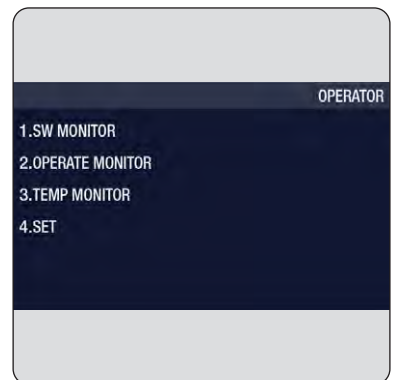 OPERATOR
1.SW MONITOR
2.OPERATE MONITOR
3.TEMP MONITOR
4.SET